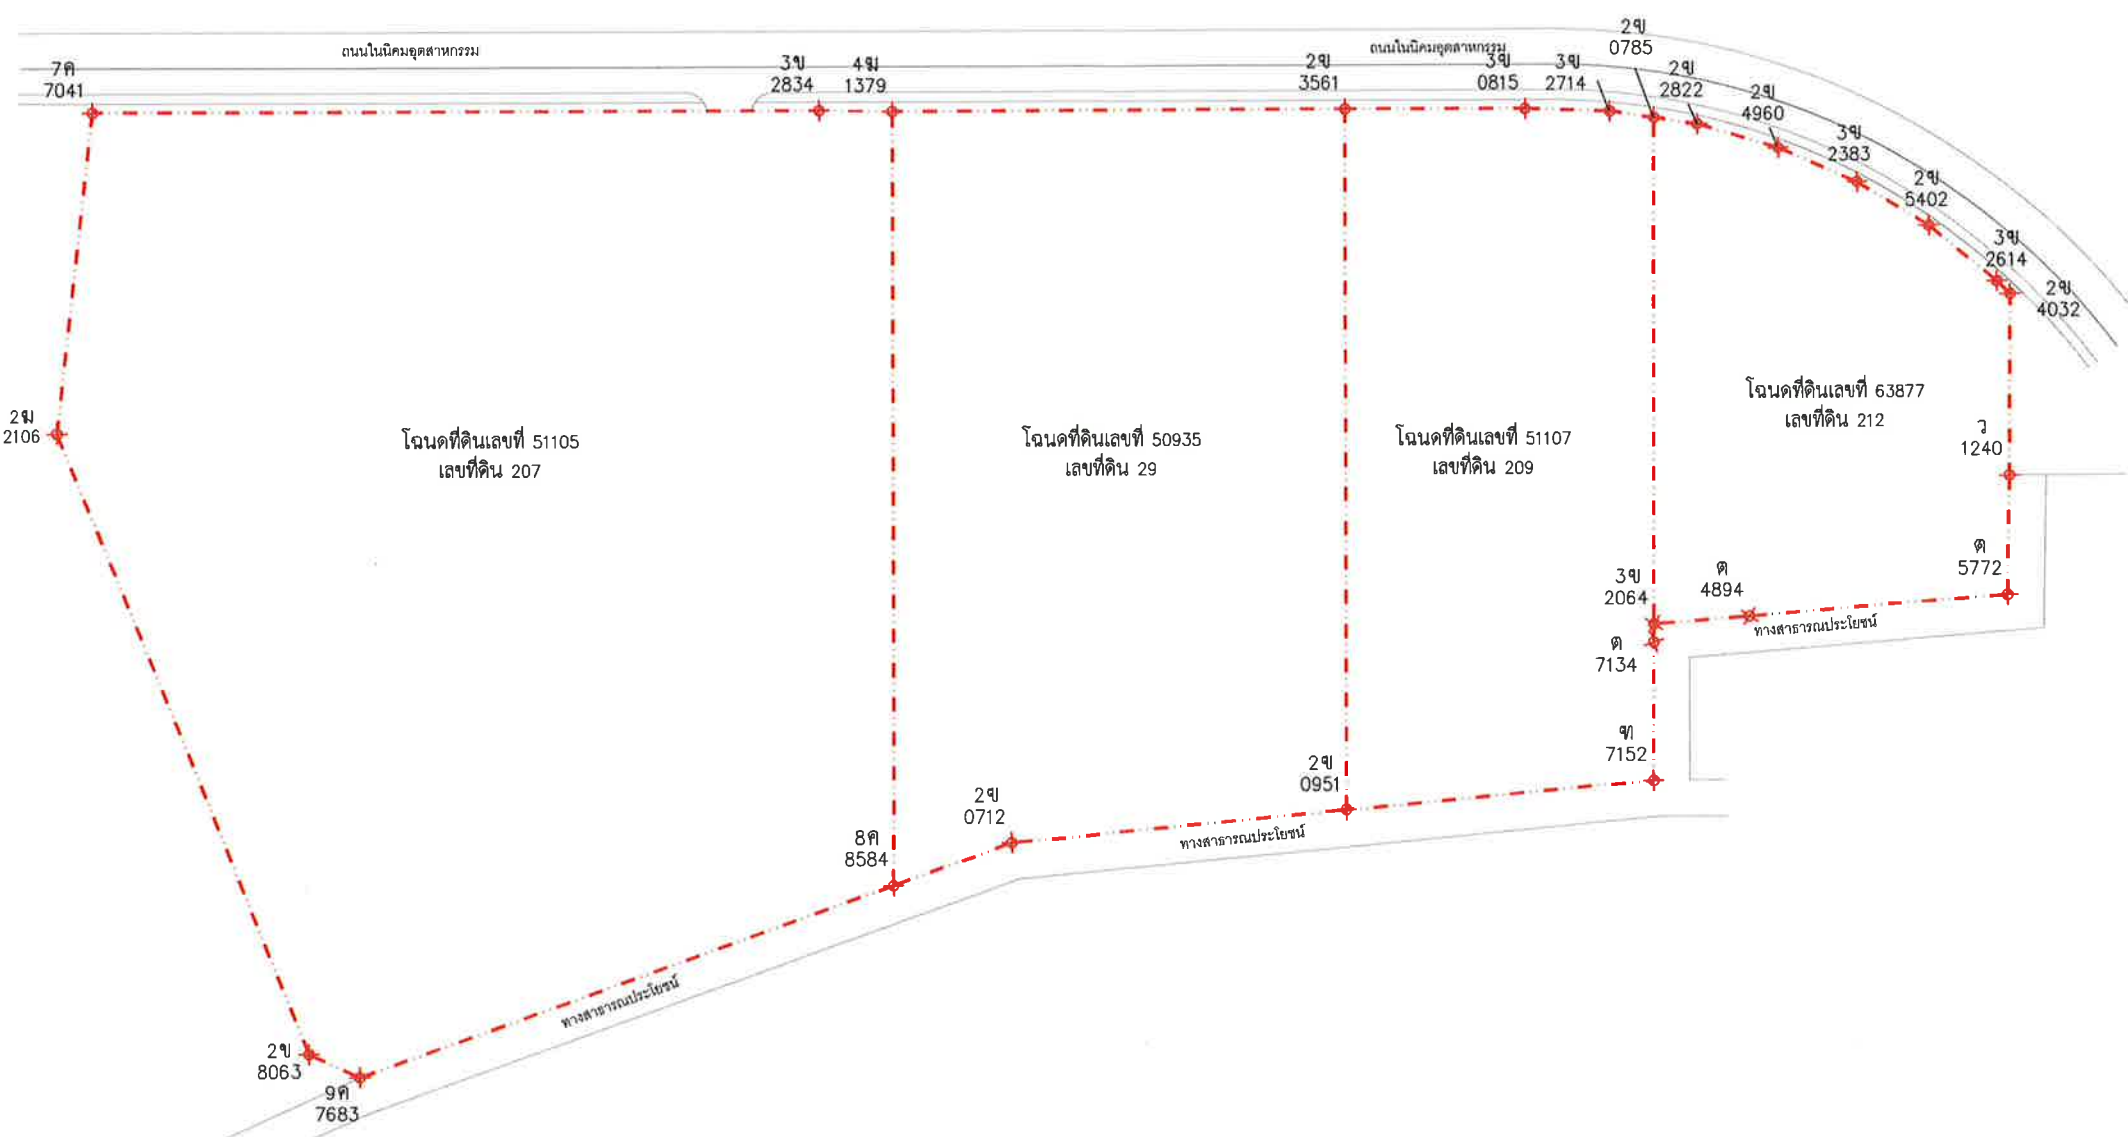 ถนนในนิคมอุตสาหกรรม
ถนนในนิคมอุตสาหกรรม
7ค
7041
3ข
2834
4ม
1379
2ข
3561
3ข
0815
3ข
2714
2ข
0785
2ข
2822
2ข
4960
3ข
2383
2ข
5402
3ข
2614
2ข
4032
2ม
2106
โฉนดที่ดินเลขที่ 51105
เลขที่ดิน 207
โฉนดที่ดินเลขที่ 50935
เลขที่ดิน 29
โฉนดที่ดินเลขที่ 51107
เลขที่ดิน 209
โฉนดที่ดินเลขที่ 63877
เลขที่ดิน 212
ว
1240
ต
5772
3ข
2064
ต
4894
ทางสาธารณประโยชน์
ต
7134
ฑ
7152
2ข
0951
2ข
0712
ทางสาธารณประโยชน์
8ค
8584
ทางสาธารณประโยชน์
2ข
8063
9ค
7683